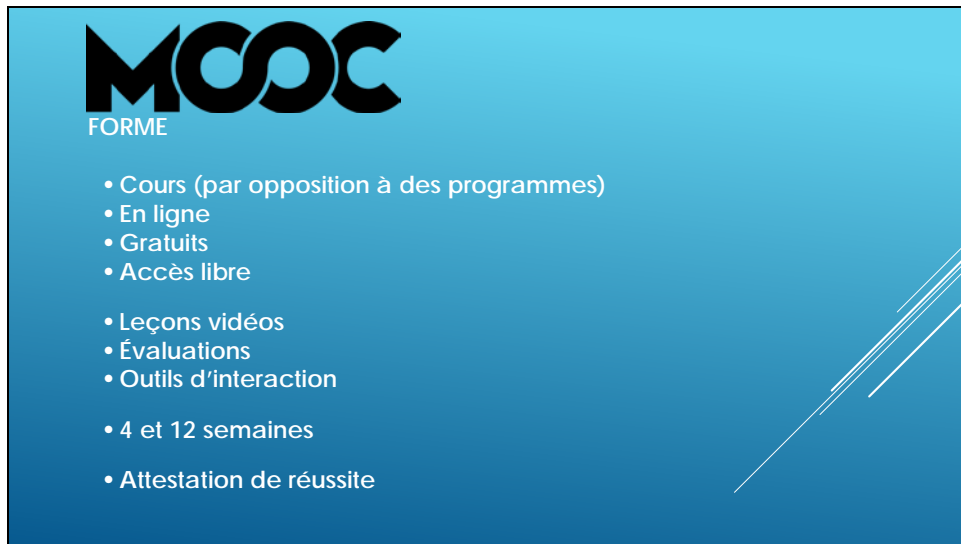 MOOC
FORME
• Cours (par opposition à des programmes)
• En ligne
• Gratuits
• Accès libre
• Leçons vidéos
• Évaluations
• Outils d’interaction
• 4 et 12 semaines
• Attestation de réussite